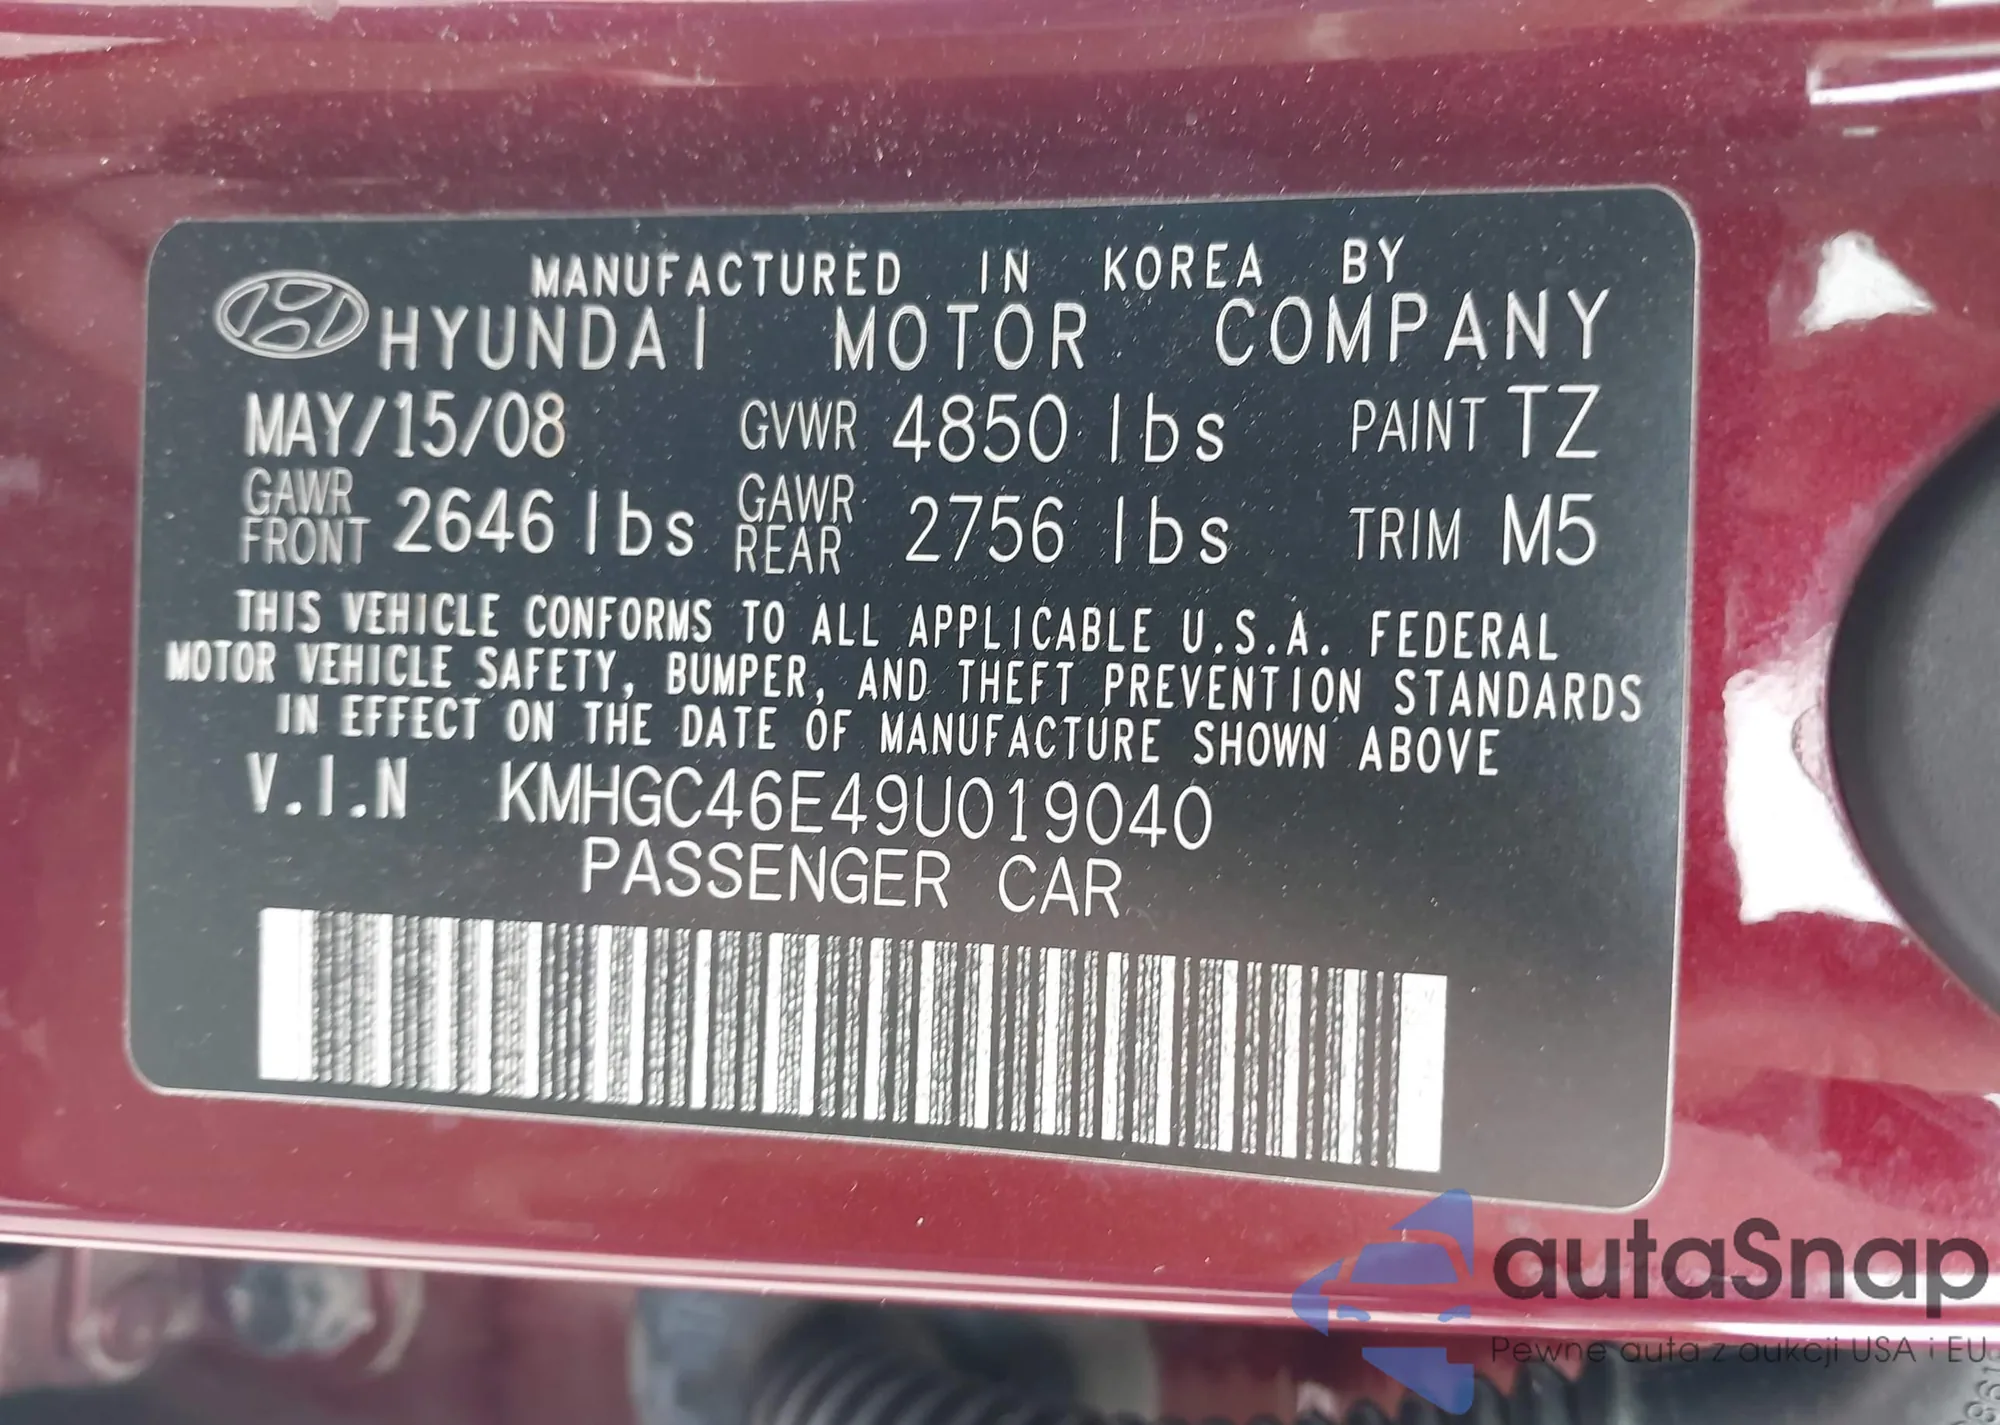 MANUFACTURED IN KOREA BY
HYUNDAI MOTOR COMPANY
MAY/15/08 GVWR 4850 lbs PAINT TZ
GAWR FRONT 2646 lbs GAWR REAR 2756 lbs TRIM M5
THIS VEHICLE CONFORMS TO ALL APPLICABLE U.S.A. FEDERAL
MOTOR VEHICLE SAFETY, BUMPER, AND THEFT PREVENTION STANDARDS
IN EFFECT ON THE DATE OF MANUFACTURE SHOWN ABOVE
V.I.N KMHGC46E49U019040
PASSENGER CAR
autaSnap
Pewne auta z aukcji USA i EU